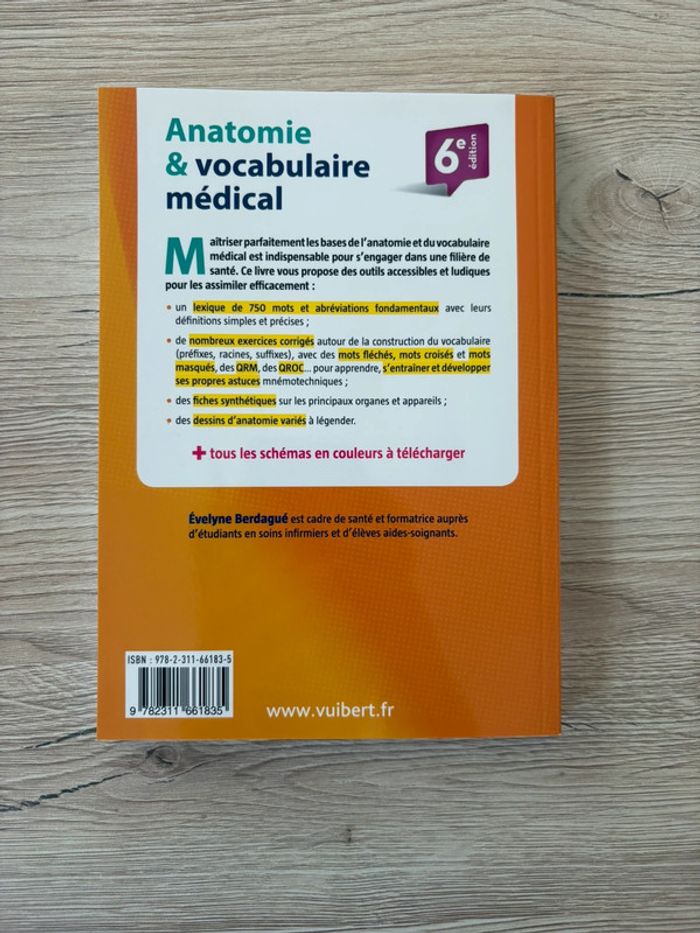 Anatomie
& vocabulaire
médical
6e
édition
Maîtriser parfaitement les bases de l'anatomie et du vocabulaire
médical est indispensable pour s'engager dans une filière de
santé. Ce livre vous propose des outils accessibles et ludiques
pour les assimiler efficacement :
• un lexique de 750 mots et abréviations fondamentaux avec leurs
définitions simples et précises ;
• de nombreux exercices corrigés autour de la construction du vocabulaire
(préfixes, racines, suffixes), avec des mots fléchés, mots croisés et mots
masqués, des QRM, des QROC... pour apprendre, s'entraîner et développer
ses propres astuces mnémotechniques ;
• des fiches synthétiques sur les principaux organes et appareils ;
• des dessins d'anatomie variés à légender.
+ tous les schémas en couleurs à télécharger
Évelyne Berdagué est cadre de santé et formatrice auprès
d'étudiants en soins infirmiers et d'élèves aides-soignants.
ISBN : 978-2-311-66183-5
9 782311 661835
www.vuibert.fr